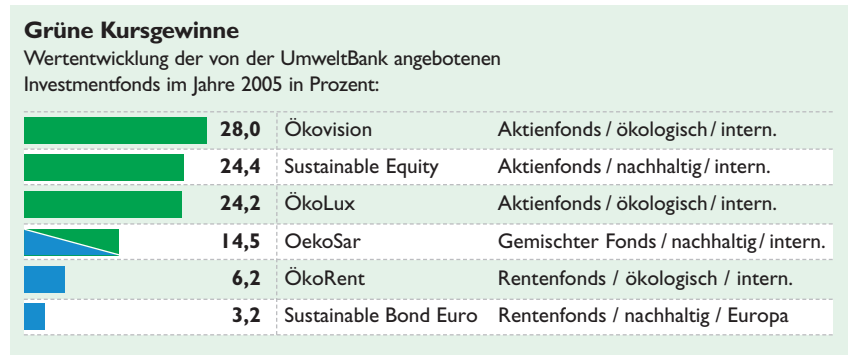 Grüne Kursgewinne
Wertentwicklung der von der UmweltBank angebotenen
Investmentfonds im Jahre 2005 in Prozent:
28,0 Ökovision Aktienfonds / ökologisch / intern.
24,4 Sustainable Equity Aktienfonds / nachhaltig / intern.
24,2 ÖkoLux Aktienfonds / ökologisch / intern.
14,5 OekoSar Gemischter Fonds / nachhaltig / intern.
6,2 ÖkoRent Rentenfonds / ökologisch / intern.
3,2 Sustainable Bond Euro Rentenfonds / nachhaltig / Europa